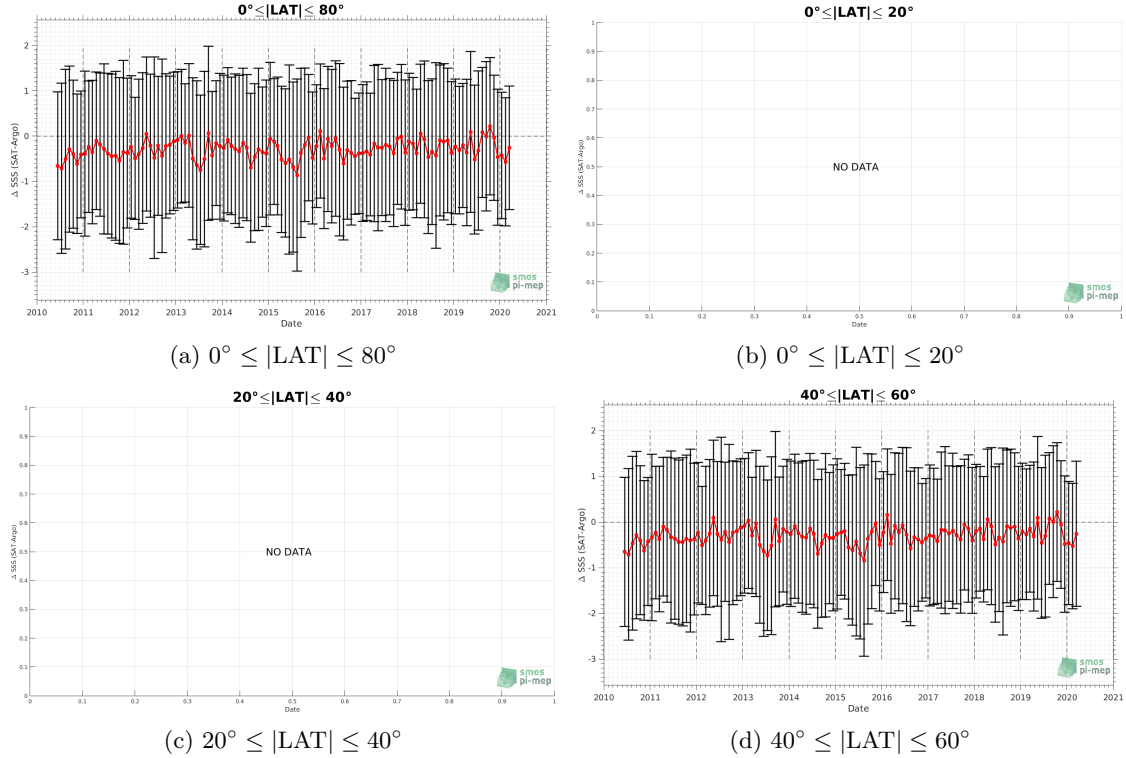 0°≤|LAT|≤ 80°
Δ SSS (SAT-Argo)
2
1
0
-1
-2
-3
2010 2011 2012 2013 2014 2015 2016 2017 2018 2019 2020 2021
Date
smos
pi-mep
(a) 0° ≤ |LAT| ≤ 80°
0°≤|LAT|≤ 20°
Δ SSS (SAT-Argo)
1
0.9
0.8
0.7
0.6
0.5
0.4
0.3
0.2
0.1
0
NO DATA
0 0.1 0.2 0.3 0.4 0.5 0.6 0.7 0.8 0.9 1
Date
smos
pi-mep
(b) 0° ≤ |LAT| ≤ 20°
20°≤|LAT|≤ 40°
Δ SSS (SAT-Argo)
1
0.9
0.8
0.7
0.6
0.5
0.4
0.3
0.2
0.1
0
NO DATA
0 0.1 0.2 0.3 0.4 0.5 0.6 0.7 0.8 0.9 1
Date
smos
pi-mep
(c) 20° ≤ |LAT| ≤ 40°
40°≤|LAT|≤ 60°
Δ SSS (SAT-Argo)
2
1
0
-1
-2
-3
2010 2011 2012 2013 2014 2015 2016 2017 2018 2019 2020 2021
Date
smos
pi-mep
(d) 40° ≤ |LAT| ≤ 60°